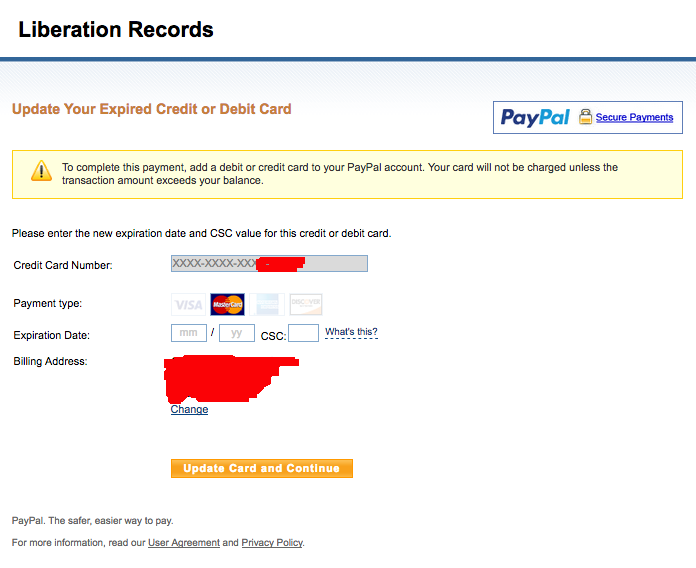 Liberation Records
Update Your Expired Credit or Debit Card
PayPal Secure Payments
To complete this payment, add a debit or credit card to your PayPal account. Your card will not be charged unless the
transaction amount exceeds your balance.
Please enter the new expiration date and CSC value for this credit or debit card.
Credit Card Number: XXXX-XXXX-XXX
Payment type: VISA MasterCard DISCOVER
Expiration Date: mm / yy CSC: What's this?
Billing Address:
Change
Update Card and Continue
PayPal. The safer, easier way to pay.
For more information, read our User Agreement and Privacy Policy.